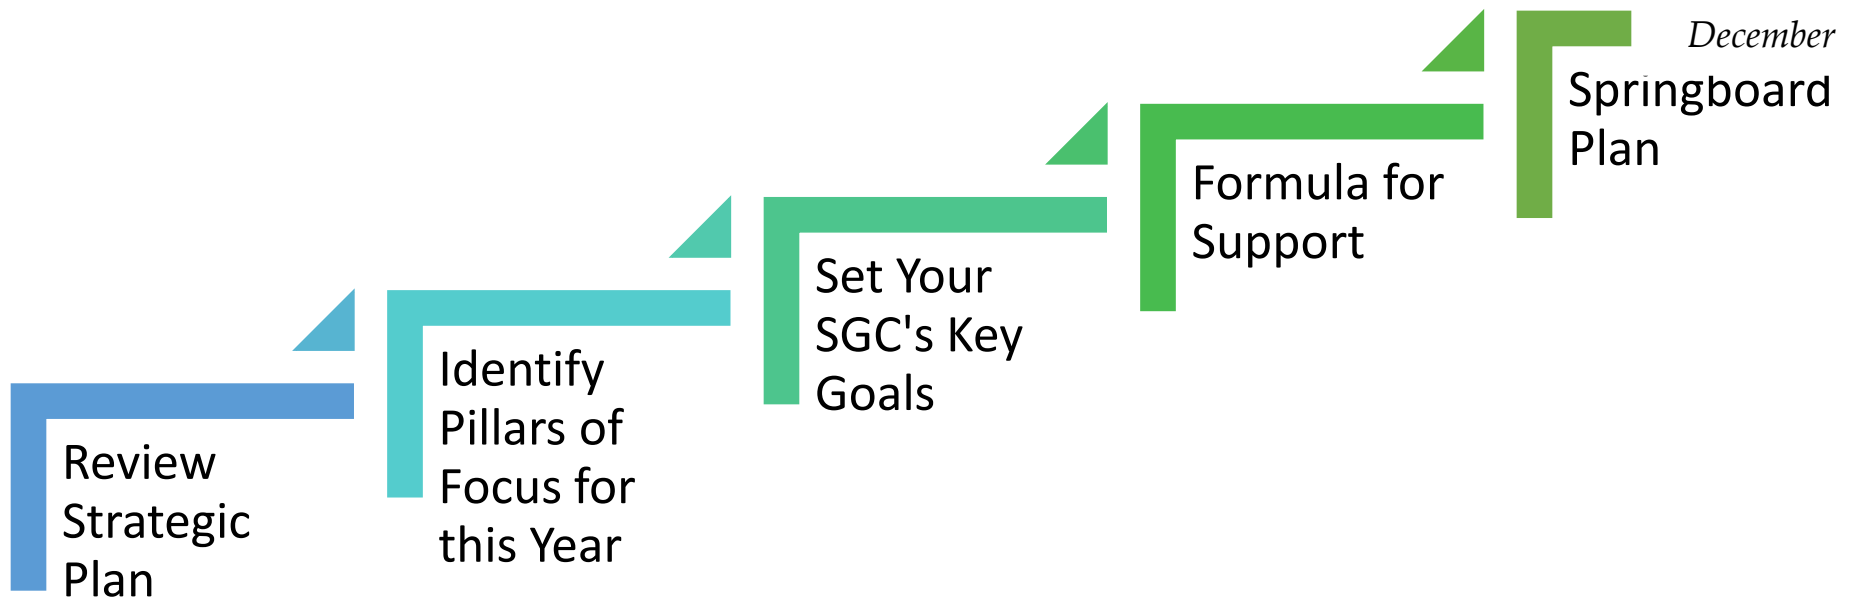 Review
Strategic
Plan
Identify
Pillars of
Focus for
this Year
Set Your
SGC's Key
Goals
Formula for
Support
December
Springboard
Plan